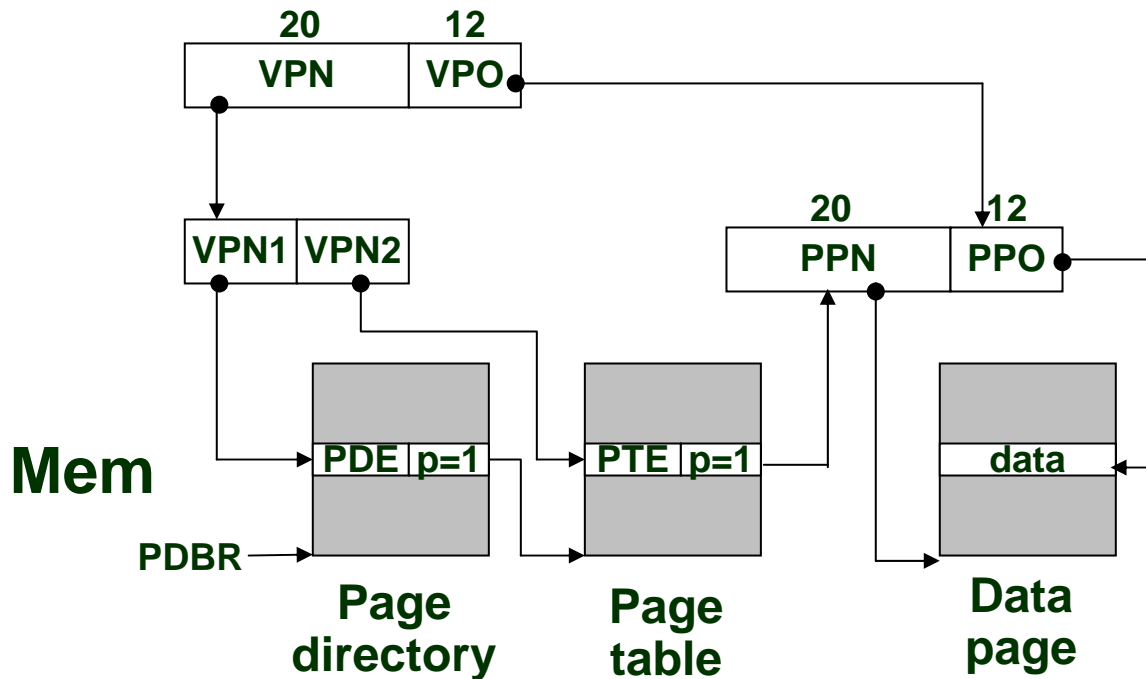 20 12
VPN VPO
20 12
VPN1 VPN2
PPN PPO
Mem
PDE p=1
PTE p=1
data
PDBR
Page
directory
Page
table
Data
page